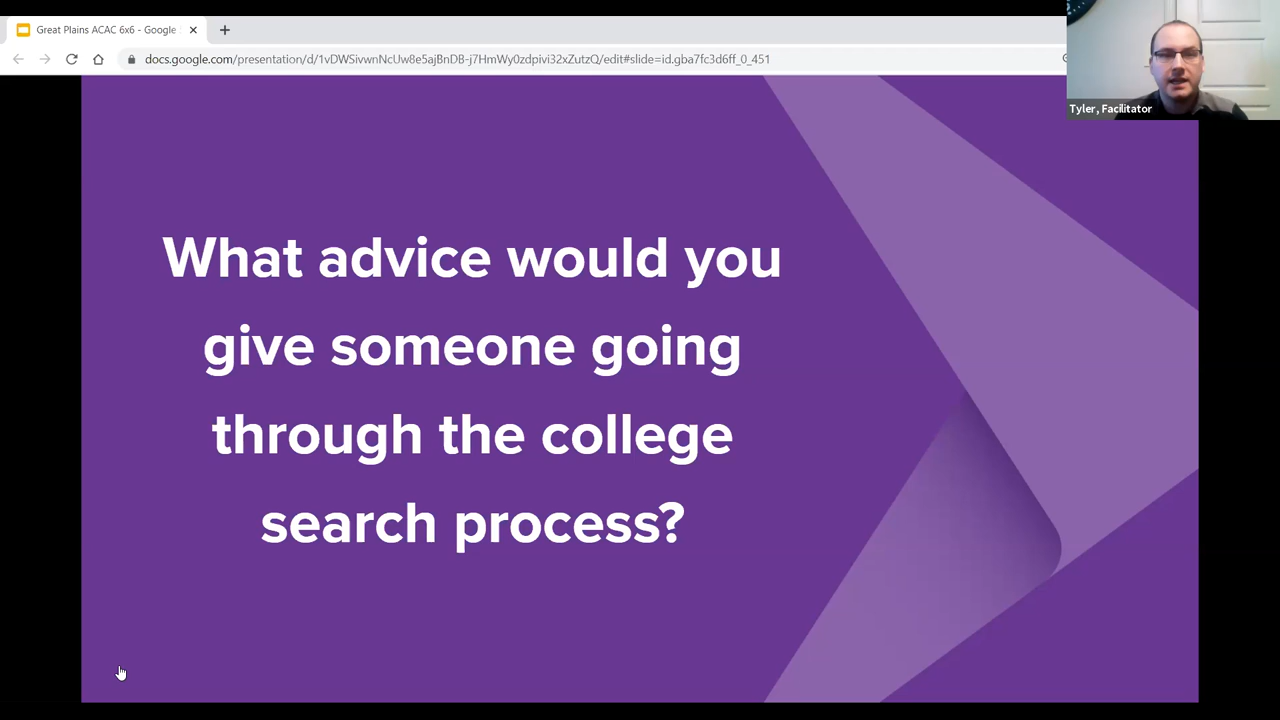 Great Plains ACAC 6x6 - Google
docs.google.com/presentation/d/1vDWSivwnNcUw8e5ajBnDB-j7HmWy0zdpivi32xZutzQ/edit#slide=id.gba7fc3d6ff_0_451
Tyler, Facilitator
What advice would you
give someone going
through the college
search process?